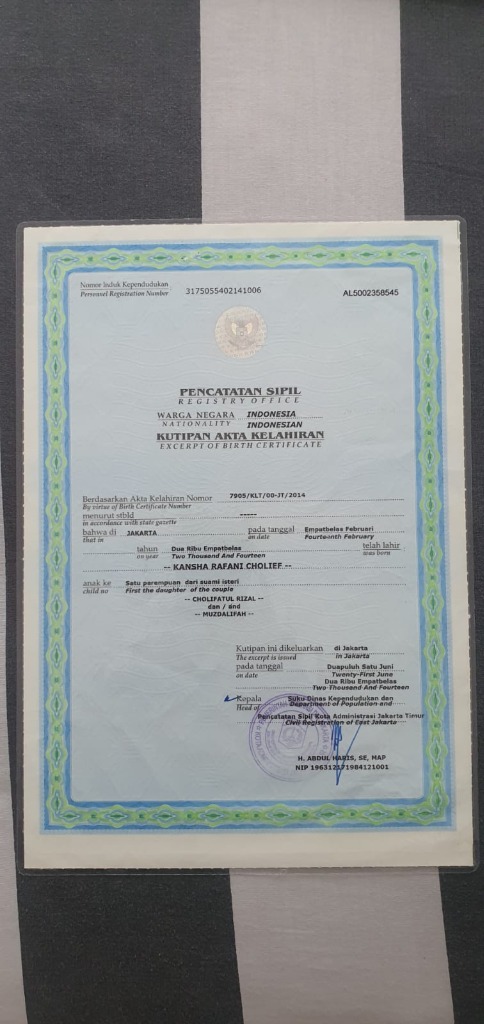 Nomor Induk Kependudukan
Personnel Registration Number
3175055402141006
AL5002358545
PENCATATAN SIPIL
REGISTRY OFFICE
WARGA NEGARA INDONESIA
NATIONALITY INDONESIAN
KUTIPAN AKTA KELAHIRAN
EXCERPT OF BIRTH CERTIFICATE
Berdasarkan Akta Kelahiran Nomor 7905/KLT/00-JT/2014
By virtue of Birth Certificate Number
menurut stbld -----
in accordance with state gazette
bahwa di JAKARTA pada tanggal Empatbelas Februari
that in on date Fourteenth February
tahun Dua Ribu Empatbelas telah lahir
on year Two Thousand And Fourteen was born
-- KANSHA RAFANI CHOLIEF --
anak ke Satu perempuan dari suami isteri
child no First the daughter of the couple
-- CHOLIFATUL RIZAL --
dan / and
-- MUZDALIFAH --
Kutipan ini dikeluarkan di Jakarta
The excerpt is issued in Jakarta
pada tanggal Duapuluh Satu Juni
on date Twenty-First June
Dua Ribu Empatbelas
Two Thousand And Fourteen
Kepala Suku Dinas Kependudukan dan
Head of Department of Population and
Pencatatan Sipil Kota Administrasi Jakarta Timur
Civil Registration of East Jakarta
H. ABDUL HARIS, SE, MAP
NIP 196312171984121001